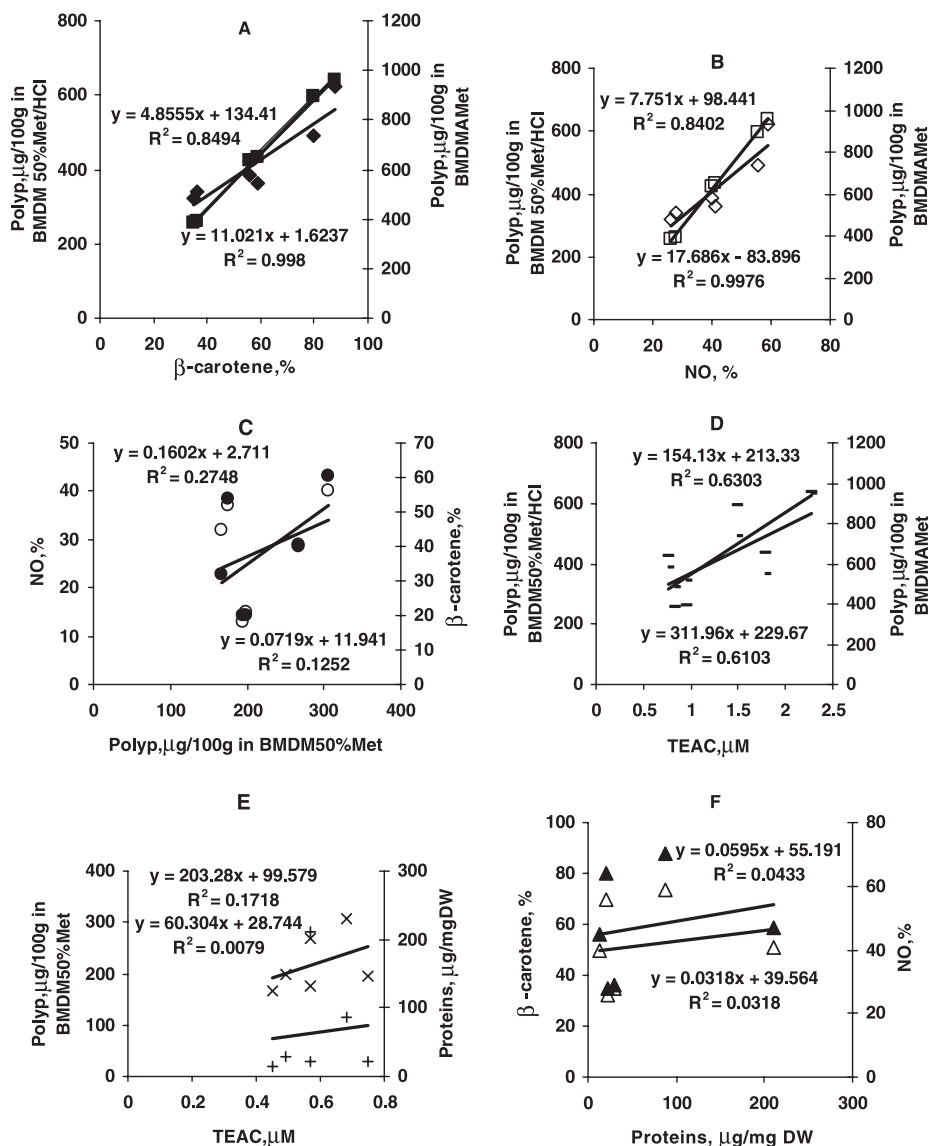 A
800
600
400
200
0
1200
1000
800
600
400
200
0
0 20 40 60 80 100
y = 4.8555x + 134.41
R² = 0.8494
y = 11.021x + 1.6237
R² = 0.998
Polyp,μg/100g in
BMDM 50%Met/HCl
Polyp,μg/100g in
BMDMAMet
β-carotene,%
B
800
600
400
200
0
1200
1000
800
600
400
200
0
0 20 40 60 80
y = 7.751x + 98.441
R² = 0.8402
y = 17.686x - 83.896
R² = 0.9976
Polyp,μg/100g in
BMDM 50%Met/HCl
Polyp,μg/100g in
BMDMAMet
NO, %
C
50
40
30
20
10
0
70
60
50
40
30
20
10
0
0 100 200 300 400
y = 0.1602x + 2.711
R² = 0.2748
y = 0.0719x + 11.941
R² = 0.1252
NO,%
β-carotene,%
Polyp,μg/100g in BMDM50%Met
D
800
600
400
200
0
1200
1000
800
600
400
200
0
0 0.5 1 1.5 2 2.5
y = 154.13x + 213.33
R² = 0.6303
y = 311.96x + 229.67
R² = 0.6103
Polyp,μg/100g in
BMDM50%Met/HCl
Polyp,μg/100g in
BMDMAMet
TEAC,μM
E
400
300
200
100
0
300
200
100
0
0 0.2 0.4 0.6 0.8
y = 203.28x + 99.579
R² = 0.1718
y = 60.304x + 28.744
R² = 0.0079
Polyp,μg/100g in
BMDM50%Met
Proteins, μg/mgDW
TEAC,μM
F
100
80
60
40
20
0
80
60
40
20
0
0 100 200 300
y = 0.0595x + 55.191
R² = 0.0433
y = 0.0318x + 39.564
R² = 0.0318
β-carotene, %
NO,%
Proteins, μg/mg DW